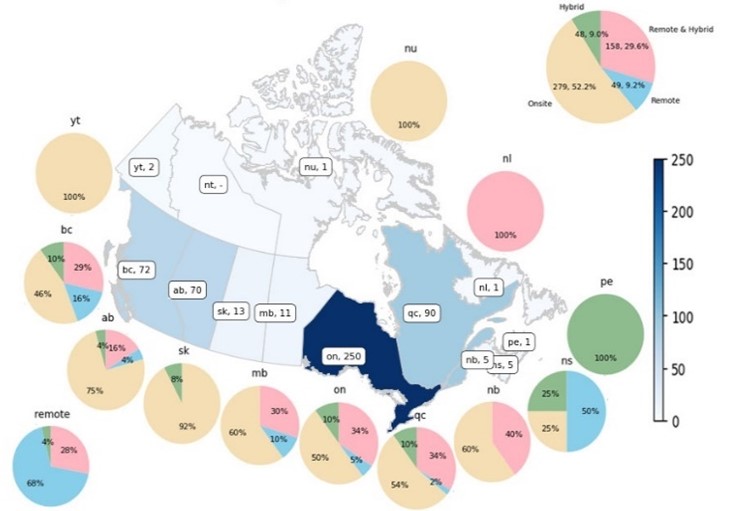 Hybrid
48, 9.0%
158, 29.6%
Remote & Hybrid
279, 52.2%
49, 9.2%
Onsite
Remote
nu
100%
yt
100%
nl
100%
yt, 2
nt, -
nu, 1
250
200
150
100
50
0
bc
10%
29%
46%
16%
bc, 72
ab, 70
sk, 13
mb, 11
on, 250
qc, 90
nl, 1
pe, 1
nb, 5
ns, 5
pe
100%
ab
4%
16%
4%
75%
sk
8%
92%
mb
30%
60%
10%
on
10%
34%
50%
5%
qc
10%
34%
54%
2%
nb
40%
60%
ns
25%
50%
25%
remote
4%
28%
68%